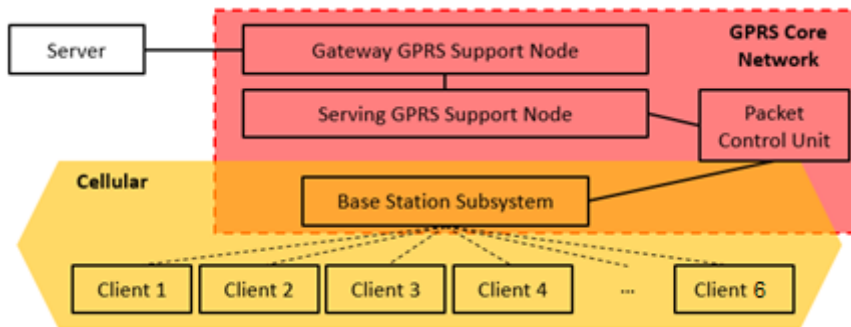 Server
Gateway GPRS Support Node
GPRS Core
Network
Serving GPRS Support Node
Packet
Control Unit
Cellular
Base Station Subsystem
Client 1
Client 2
Client 3
Client 4
...
Client 6